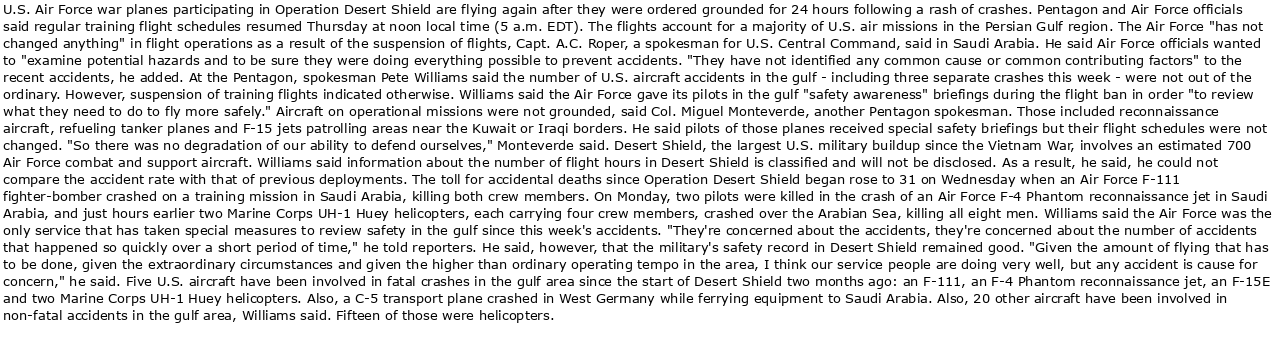 U.S. Air Force war planes participating in Operation Desert Shield are flying again after they were ordered grounded for 24 hours following a rash of crashes. Pentagon and Air Force officials
said regular training flight schedules resumed Thursday at noon local time (5 a.m. EDT). The flights account for a majority of U.S. air missions in the Persian Gulf region. The Air Force "has not
changed anything" in flight operations as a result of the suspension of flights, Capt. A.C. Roper, a spokesman for U.S. Central Command, said in Saudi Arabia. He said Air Force officials wanted
to "examine potential hazards and to be sure they were doing everything possible to prevent accidents. "They have not identified any common cause or common contributing factors" to the
recent accidents, he added. At the Pentagon, spokesman Pete Williams said the number of U.S. aircraft accidents in the gulf - including three separate crashes this week - were not out of the
ordinary. However, suspension of training flights indicated otherwise. Williams said the Air Force gave its pilots in the gulf "safety awareness" briefings during the flight ban in order "to review
what they need to do to fly more safely." Aircraft on operational missions were not grounded, said Col. Miguel Monteverde, another Pentagon spokesman. Those included reconnaissance
aircraft, refueling tanker planes and F-15 jets patrolling areas near the Kuwait or Iraqi borders. He said pilots of those planes received special safety briefings but their flight schedules were not
changed. "So there was no degradation of our ability to defend ourselves," Monteverde said. Desert Shield, the largest U.S. military buildup since the Vietnam War, involves an estimated 700
Air Force combat and support aircraft. Williams said information about the number of flight hours in Desert Shield is classified and will not be disclosed. As a result, he said, he could not
compare the accident rate with that of previous deployments. The toll for accidental deaths since Operation Desert Shield began rose to 31 on Wednesday when an Air Force F-111
fighter-bomber crashed on a training mission in Saudi Arabia, killing both crew members. On Monday, two pilots were killed in the crash of an Air Force F-4 Phantom reconnaissance jet in Saudi
Arabia, and just hours earlier two Marine Corps UH-1 Huey helicopters, each carrying four crew members, crashed over the Arabian Sea, killing all eight men. Williams said the Air Force was the
only service that has taken special measures to review safety in the gulf since this week's accidents. "They're concerned about the accidents, they're concerned about the number of accidents
that happened so quickly over a short period of time," he told reporters. He said, however, that the military's safety record in Desert Shield remained good. "Given the amount of flying that has
to be done, given the extraordinary circumstances and given the higher than ordinary operating tempo in the area, I think our service people are doing very well, but any accident is cause for
concern," he said. Five U.S. aircraft have been involved in fatal crashes in the gulf area since the start of Desert Shield two months ago: an F-111, an F-4 Phantom reconnaissance jet, an F-15E
and two Marine Corps UH-1 Huey helicopters. Also, a C-5 transport plane crashed in West Germany while ferrying equipment to Saudi Arabia. Also, 20 other aircraft have been involved in
non-fatal accidents in the gulf area, Williams said. Fifteen of those were helicopters.